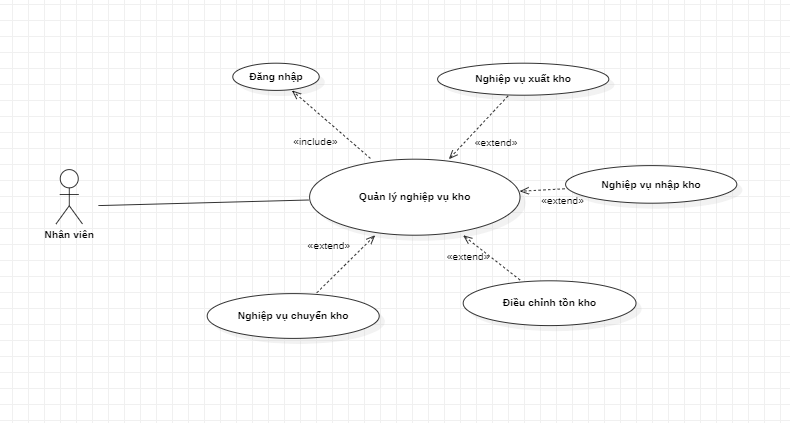 Đăng nhập
Nghiệp vụ xuất kho
«include»
«extend»
Nghiệp vụ nhập kho
Quản lý nghiệp vụ kho
«extend»
Nhân viên
«extend»
«extend»
Nghiệp vụ chuyển kho
Điều chỉnh tồn kho